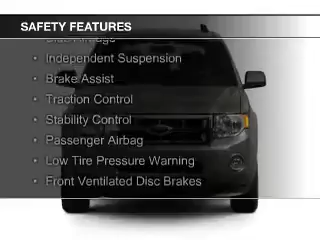 SAFETY FEATURES
• Independent Suspension
• Brake Assist
• Traction Control
• Stability Control
• Passenger Airbag
• Low Tire Pressure Warning
• Front Ventilated Disc Brakes